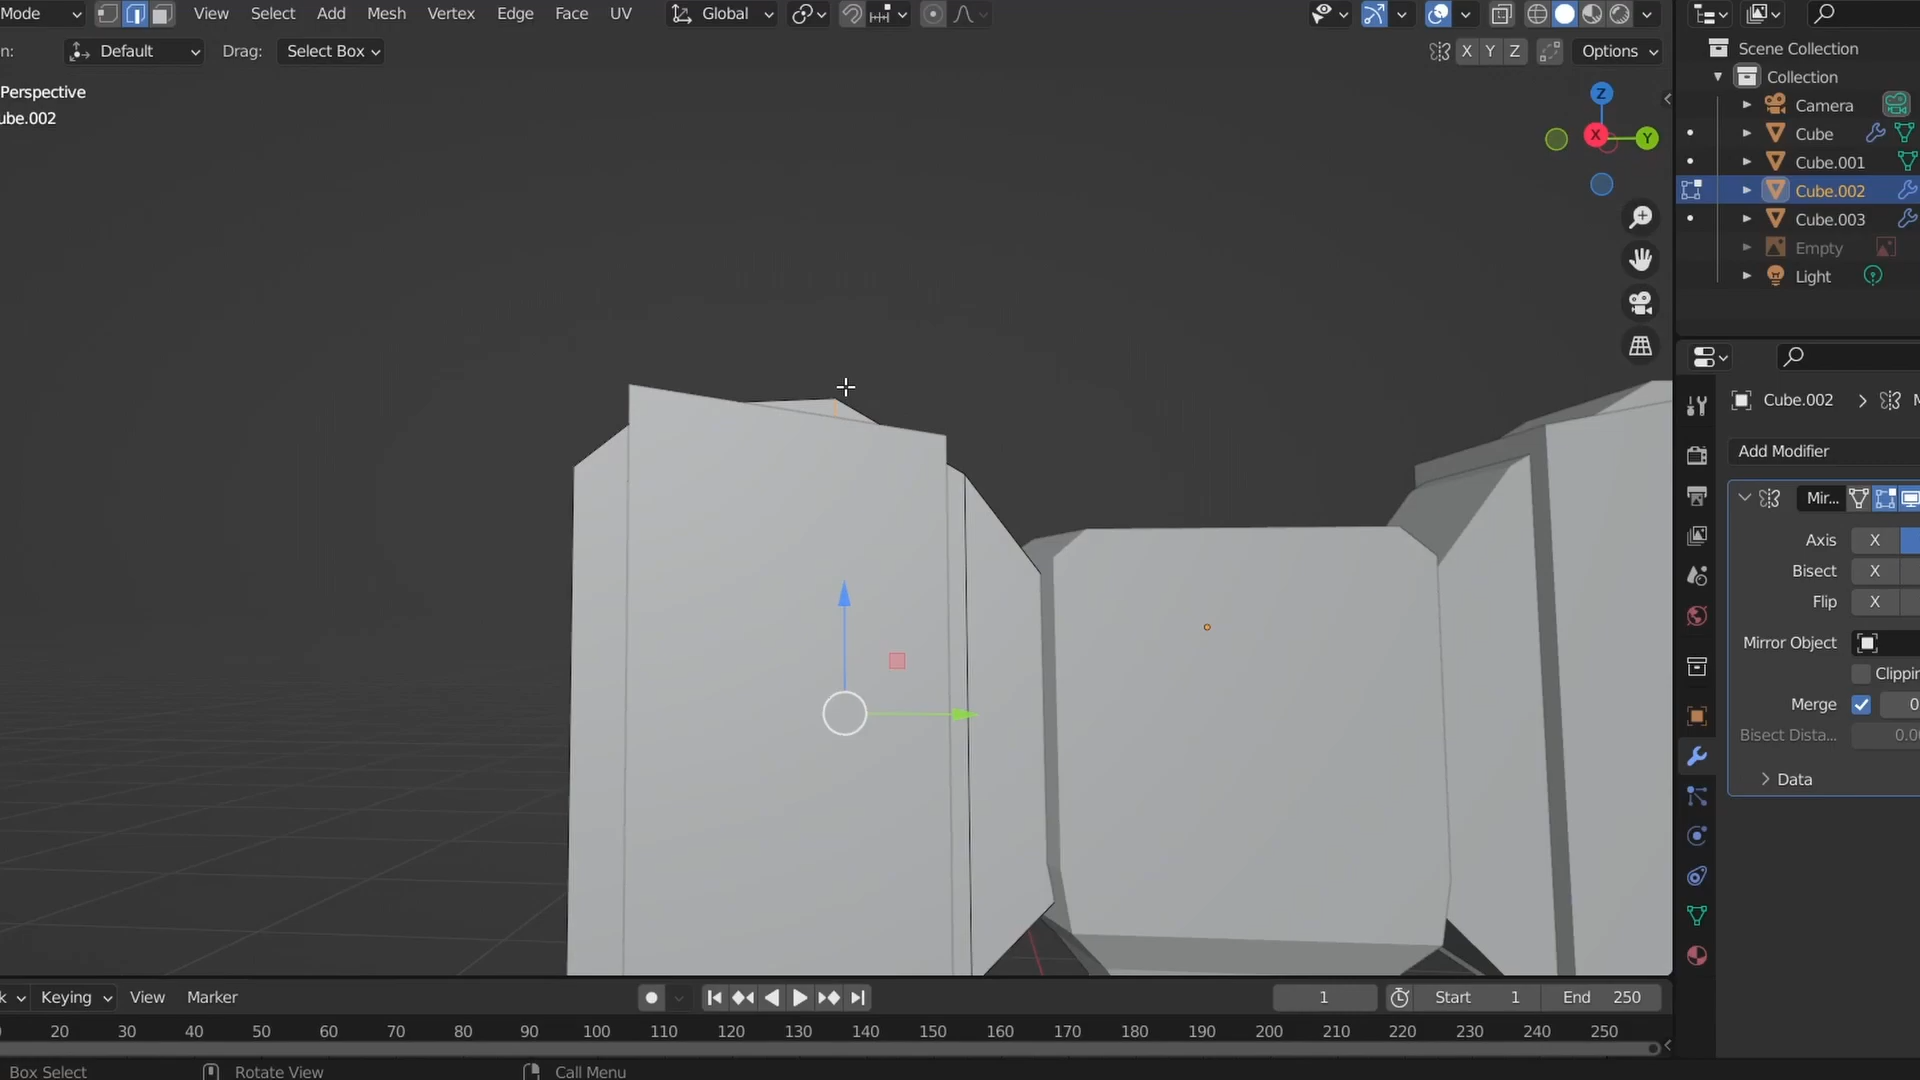 Mode View Select Add Mesh Vertex Edge Face UV Global
n: Default Drag: Select Box X Y Z Options
Perspective
ube.002
Z
X
Y
Scene Collection
Collection
Camera
Cube
Cube.001
Cube.002
Cube.003
Empty
Light
Cube.002 > M
Add Modifier
Mir...
Axis X
Bisect X
Flip X
Mirror Object
Clippin
Merge 0
Bisect Dista... 0.00
Data
k Keying View Marker 1 Start 1 End 250
20 30 40 50 60 70 80 90 100 110 120 130 140 150 160 170 180 190 200 210 220 230 240 250
Box Select Rotate View Call Menu